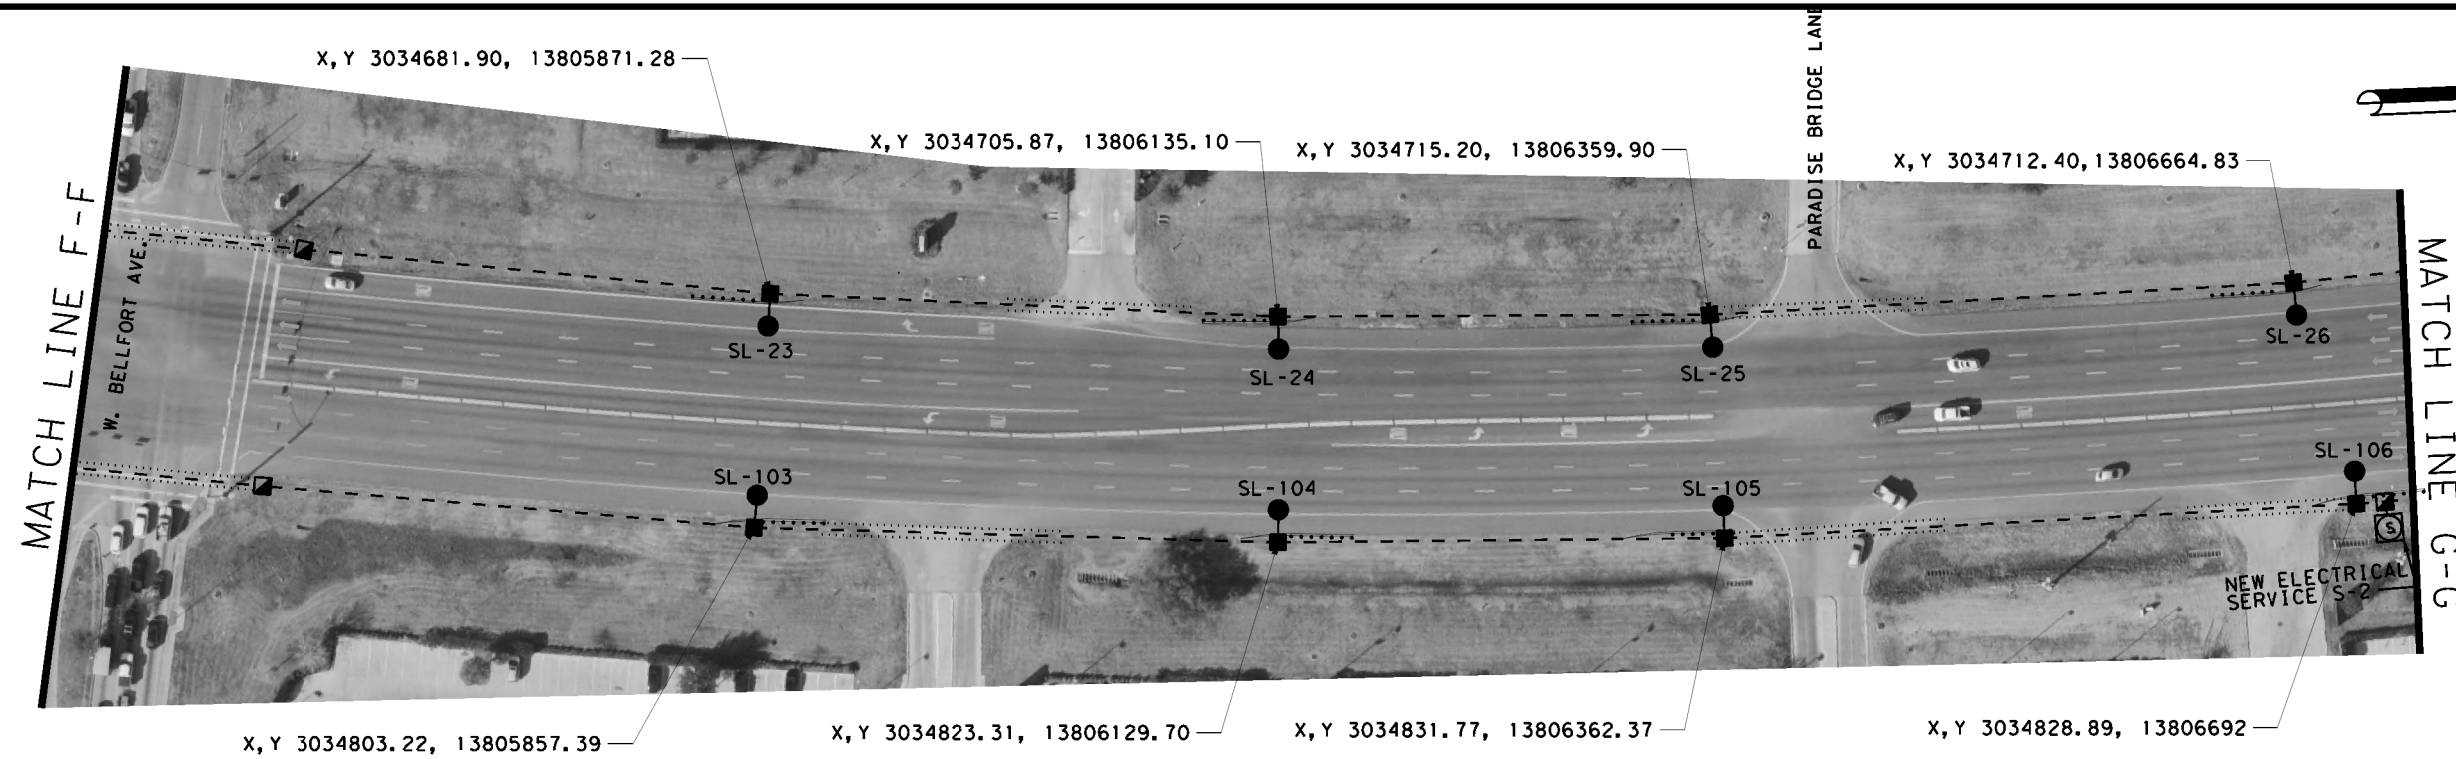 X,Y 3034681.90, 13805871.28
X,Y 3034705.87, 13806135.10
X,Y 3034715.20, 13806359.90
PARADISE BRIDGE LANE
X,Y 3034712.40,13806664.83
MATCH LINE F-F
W. BELLFORT AVE.
SL-23
SL-24
SL-25
SL-26
MATCH LINE G-G
SL-103
SL-104
SL-105
SL-106
S
NEW ELECTRICAL
SERVICE S-2
X,Y 3034803.22, 13805857.39
X,Y 3034823.31, 13806129.70
X,Y 3034831.77, 13806362.37
X,Y 3034828.89, 13806692